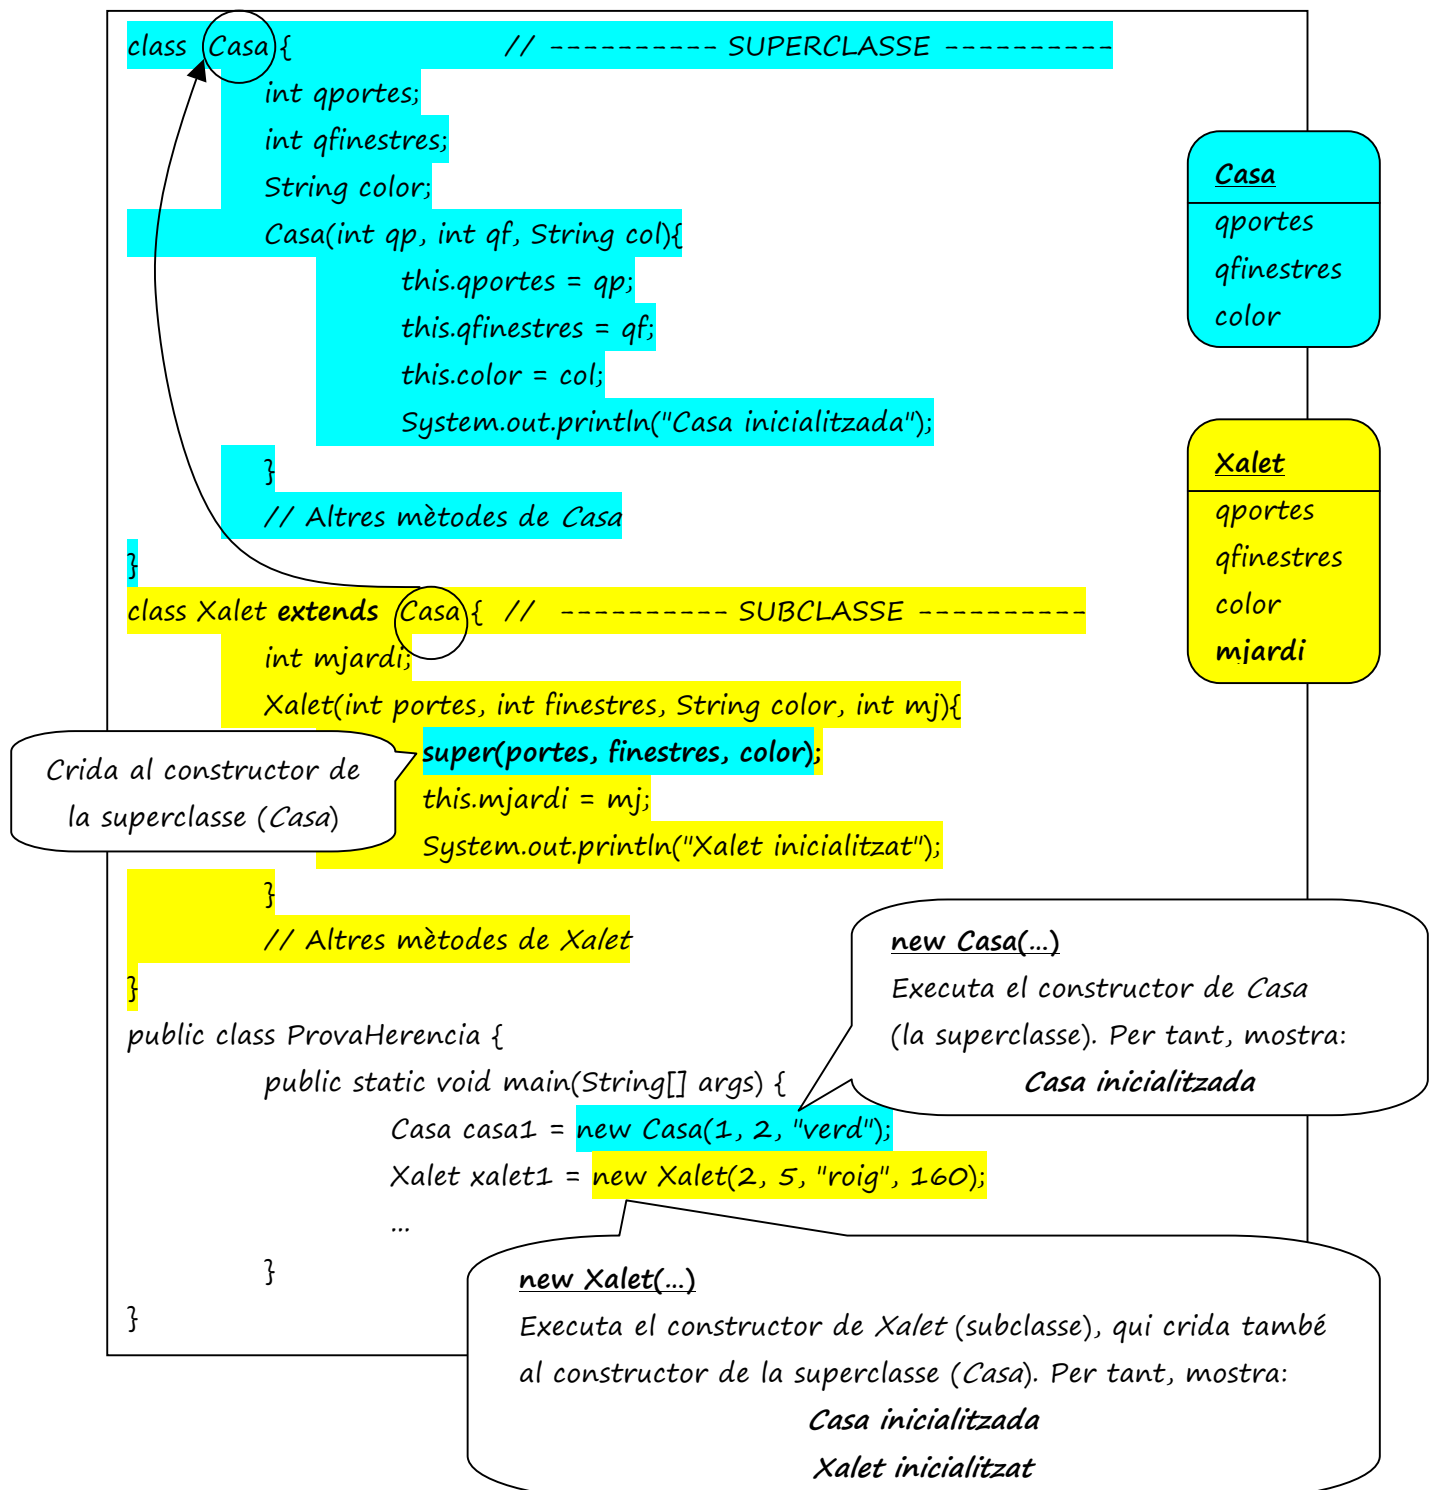 class Casa {                // ---------- SUPERCLASSE ----------
int qportes;
int qfinestres;
String color;
Casa(int qp, int qf, String col){
this.qportes = qp;
this.qfinestres = qf;
this.color = col;
System.out.println("Casa inicialitzada");
}
// Altres mètodes de Casa
}
class Xalet extends Casa {  // ---------- SUBCLASSE ----------
int mjardi;
Xalet(int portes, int finestres, String color, int mj){
super(portes, finestres, color);
this.mjardi = mj;
System.out.println("Xalet inicialitzat");
}
// Altres mètodes de Xalet
}
public class ProvaHerencia {
public static void main(String[] args) {
Casa casa1 = new Casa(1, 2, "verd");
Xalet xalet1 = new Xalet(2, 5, "roig", 160);
...
}
}
Casa
qportes
qfinestres
color
Xalet
qportes
qfinestres
color
mjardi
Crida al constructor de
la superclasse (Casa)
new Casa(...)
Executa el constructor de Casa
(la superclasse). Per tant, mostra:
Casa inicialitzada
new Xalet(...)
Executa el constructor de Xalet (subclasse), qui crida també
al constructor de la superclasse (Casa). Per tant, mostra:
Casa inicialitzada
Xalet inicialitzat